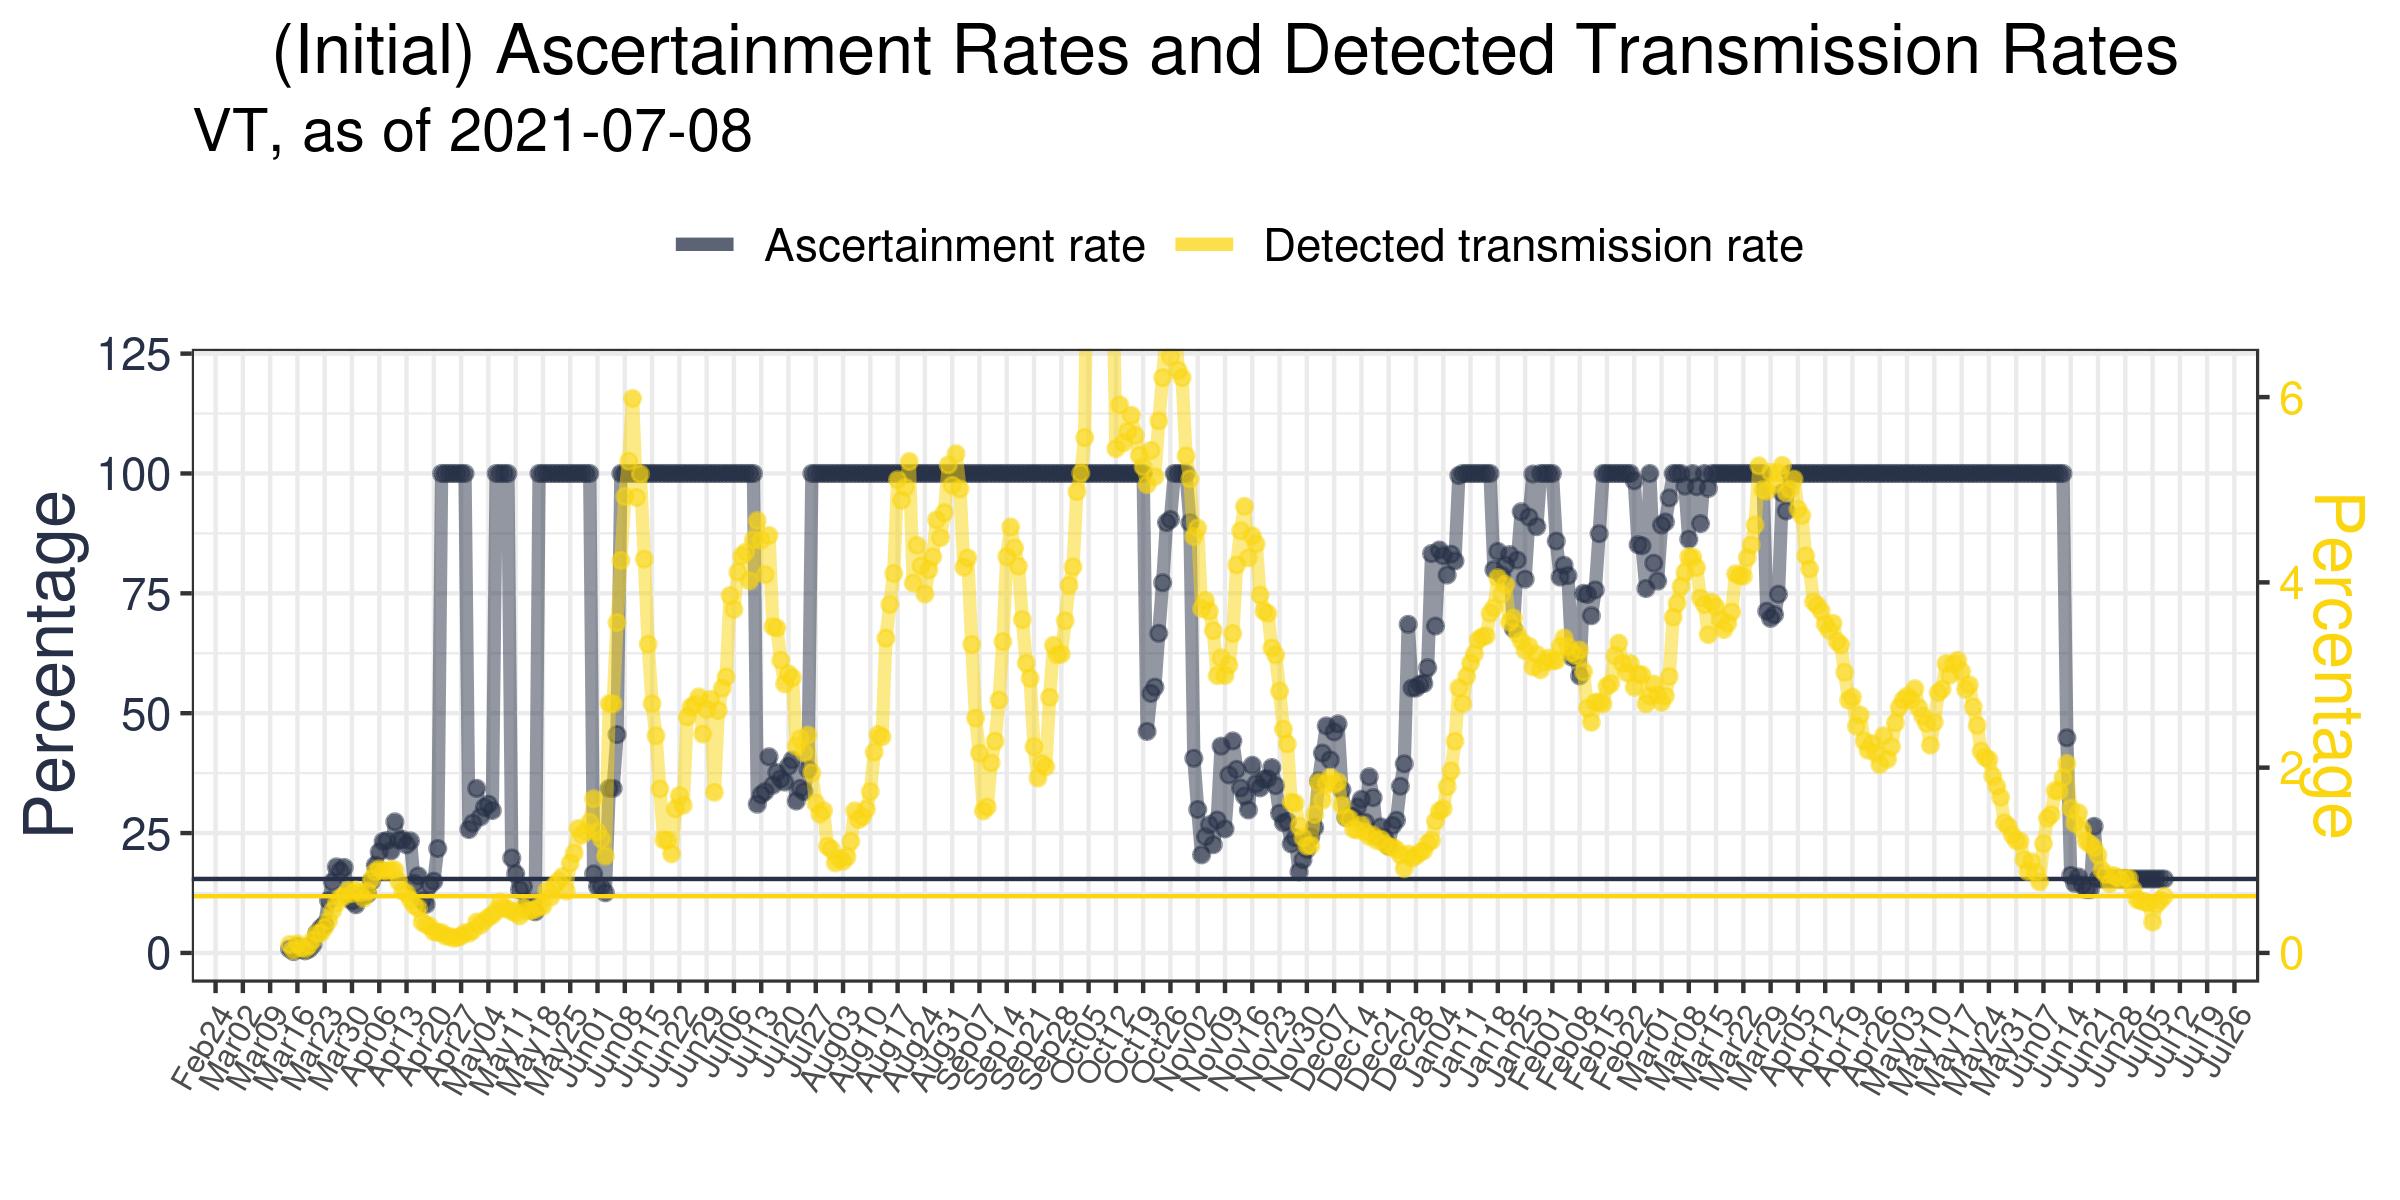 (Initial) Ascertainment Rates and Detected Transmission Rates
VT, as of 2021-07-08
Ascertainment rate
Detected transmission rate
125
100
75
50
25
0
Percentage
6
4
2
0
Percentage
Feb24
Mar02
Mar09
Mar16
Mar23
Mar30
Apr06
Apr13
Apr20
Apr27
May04
May11
May18
May25
Jun01
Jun08
Jun15
Jun22
Jun29
Jul06
Jul13
Jul20
Jul27
Aug03
Aug10
Aug17
Aug24
Aug31
Sep07
Sep14
Sep21
Sep28
Oct05
Oct12
Oct19
Oct26
Nov02
Nov09
Nov16
Nov23
Nov30
Dec07
Dec14
Dec21
Dec28
Jan04
Jan11
Jan18
Jan25
Feb01
Feb08
Feb15
Feb22
Mar01
Mar08
Mar15
Mar22
Mar29
Apr05
Apr12
Apr19
Apr26
May03
May10
May17
May24
May31
Jun07
Jun14
Jun21
Jun28
Jul05
Jul12
Jul19
Jul26